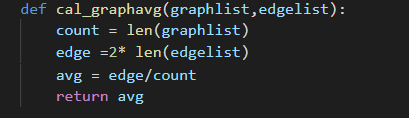 def cal_graphavg(graphlist,edgelist):
    count = len(graphlist)
    edge =2* len(edgelist)
    avg = edge/count
    return avg